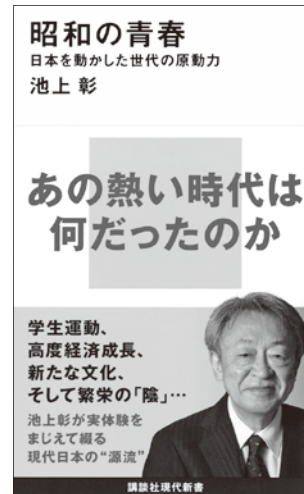 昭和の青春
日本を動かした世代の原動力
池上 彰
あの熱い時代は
何だったのか
学生運動、
高度経済成長、
新たな文化、
そして繁栄の「陰」…
池上彰が実体験を
まじえて綴る
現代日本の“源流”
講談社現代新書